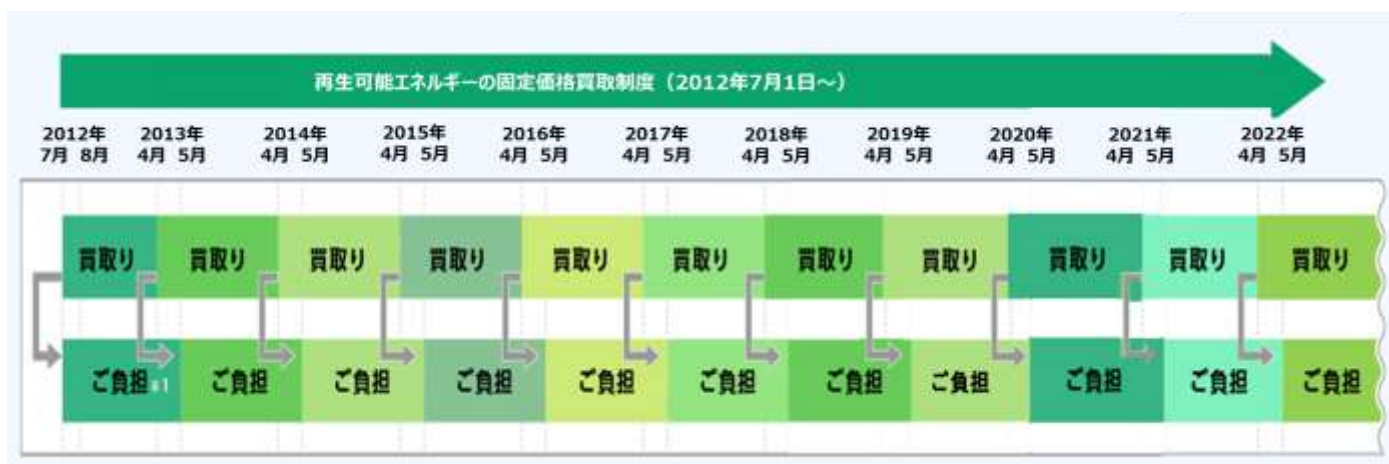 再生可能エネルギーの固定価格買取制度（2012年7月1日～）
2012年 2013年 2014年 2015年 2016年 2017年 2018年 2019年 2020年 2021年 2022年
7月 8月 4月 5月 4月 5月 4月 5月 4月 5月 4月 5月 4月 5月 4月 5月 4月 5月 4月 5月 4月 5月
買取り 買取り 買取り 買取り 買取り 買取り 買取り 買取り 買取り 買取り 買取り
ご負担 ご負担 ご負担 ご負担 ご負担 ご負担 ご負担 ご負担 ご負担 ご負担 ご負担